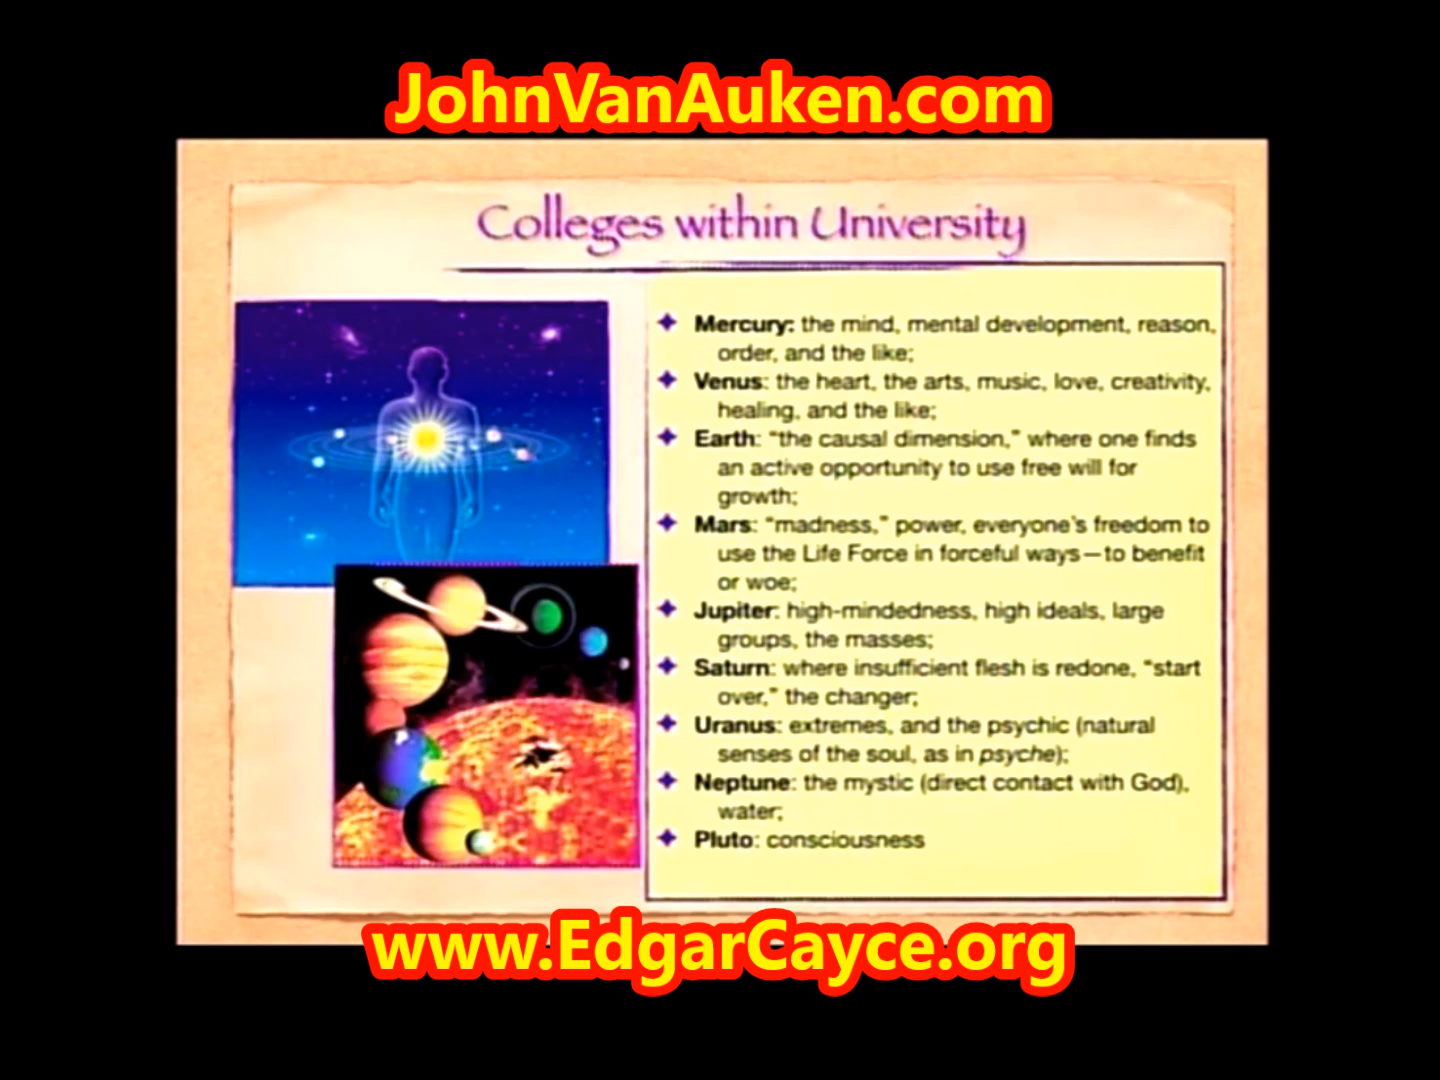 JohnVanAuken.com
Colleges within University
Mercury: the mind, mental development, reason,
order, and the like;
Venus: the heart, the arts, music, love, creativity,
healing, and the like;
Earth: "the causal dimension," where one finds
an active opportunity to use free will for
growth;
Mars: "madness," power, everyone's freedom to
use the Life Force in forceful ways—to benefit
or woe;
Jupiter: high-mindedness, high ideals, large
groups, the masses;
Saturn: where insufficient flesh is redone, "start
over," the changer;
Uranus: extremes, and the psychic (natural
senses of the soul, as in psyche);
Neptune: the mystic (direct contact with God),
water;
Pluto: consciousness
www.EdgarCayce.org